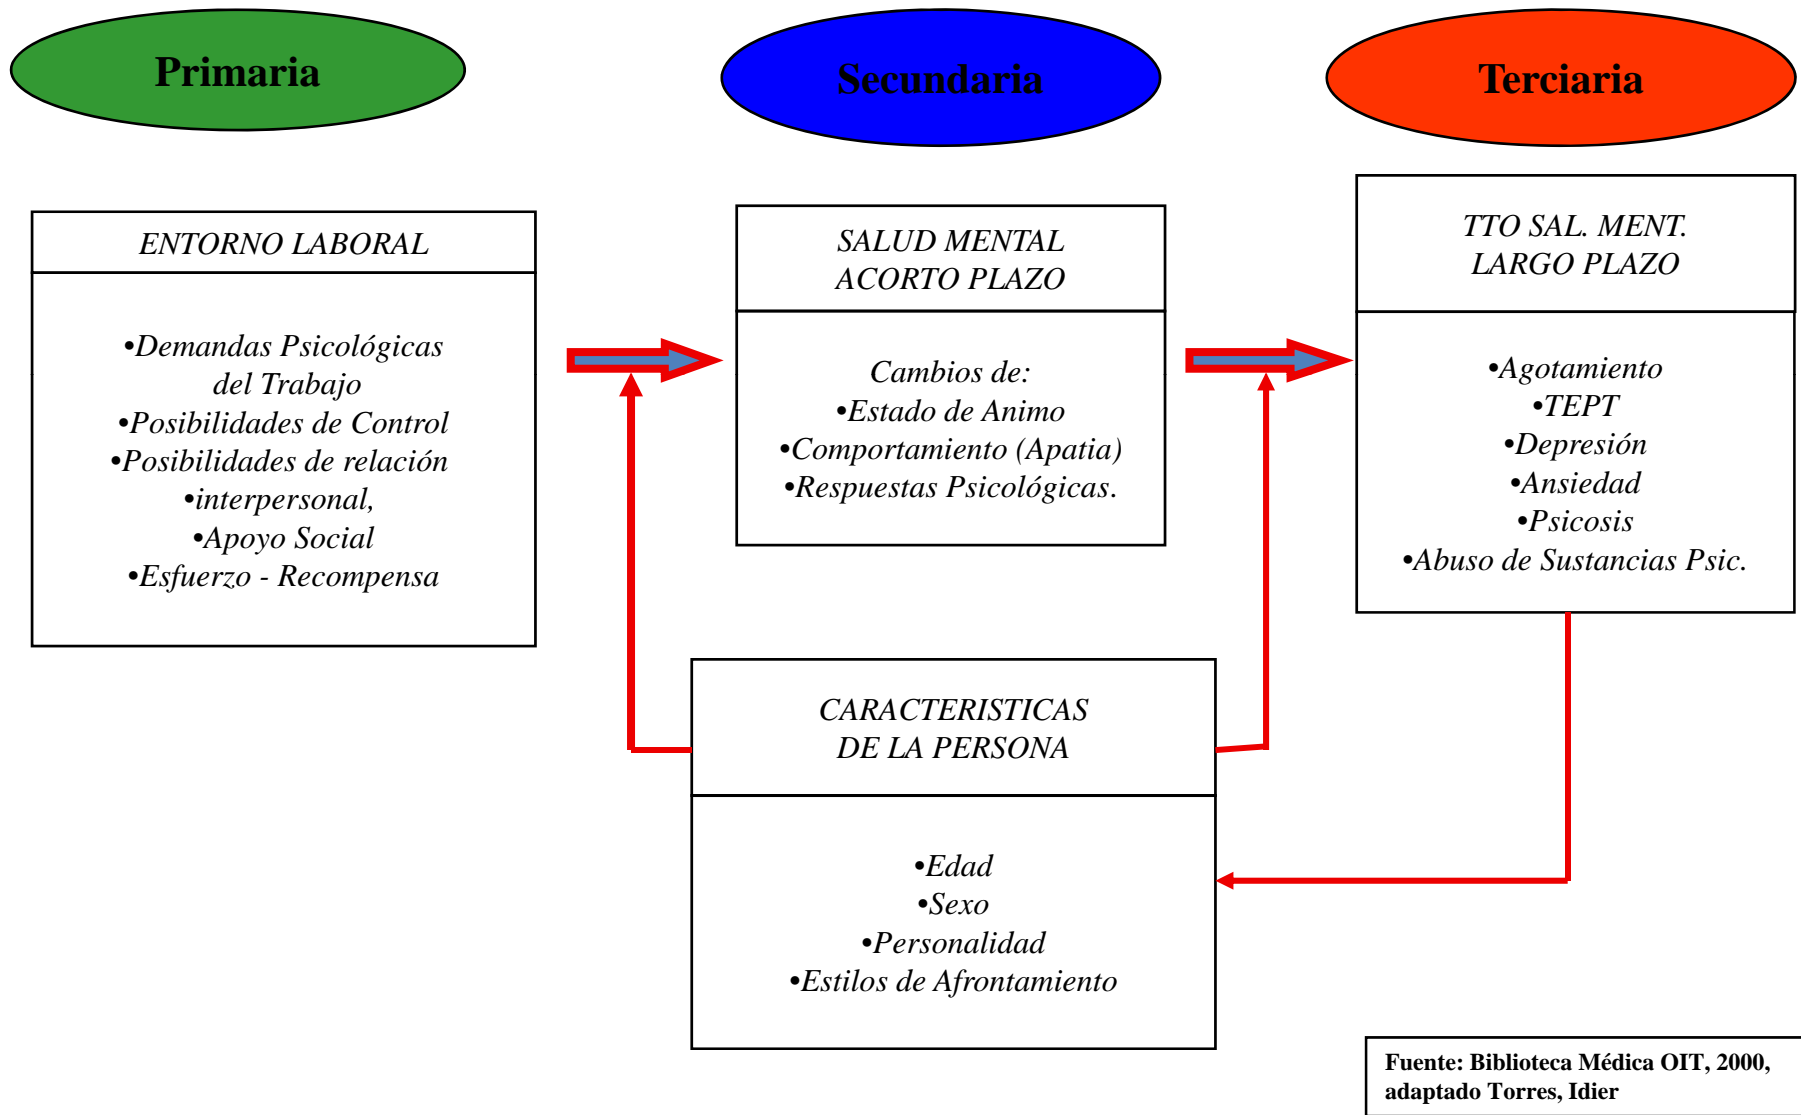 Primaria
Secundaria
Terciaria
ENTORNO LABORAL
•Demandas Psicológicas
del Trabajo
•Posibilidades de Control
•Posibilidades de relación
•interpersonal,
•Apoyo Social
•Esfuerzo - Recompensa
SALUD MENTAL
ACORTO PLAZO
Cambios de:
•Estado de Animo
•Comportamiento (Apatia)
•Respuestas Psicológicas.
TTO SAL. MENT.
LARGO PLAZO
•Agotamiento
•TEPT
•Depresión
•Ansiedad
•Psicosis
•Abuso de Sustancias Psic.
CARACTERISTICAS
DE LA PERSONA
•Edad
•Sexo
•Personalidad
•Estilos de Afrontamiento
Fuente: Biblioteca Médica OIT, 2000,
adaptado Torres, Idier